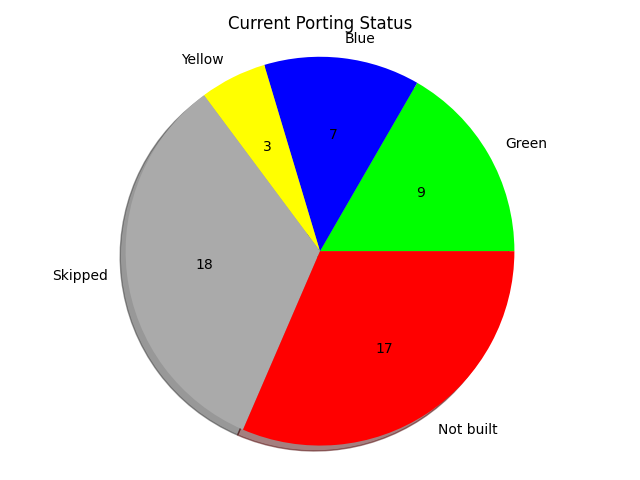 Current Porting Status
Blue
Yellow
Green
7
3
9
18
Skipped
17
Not built